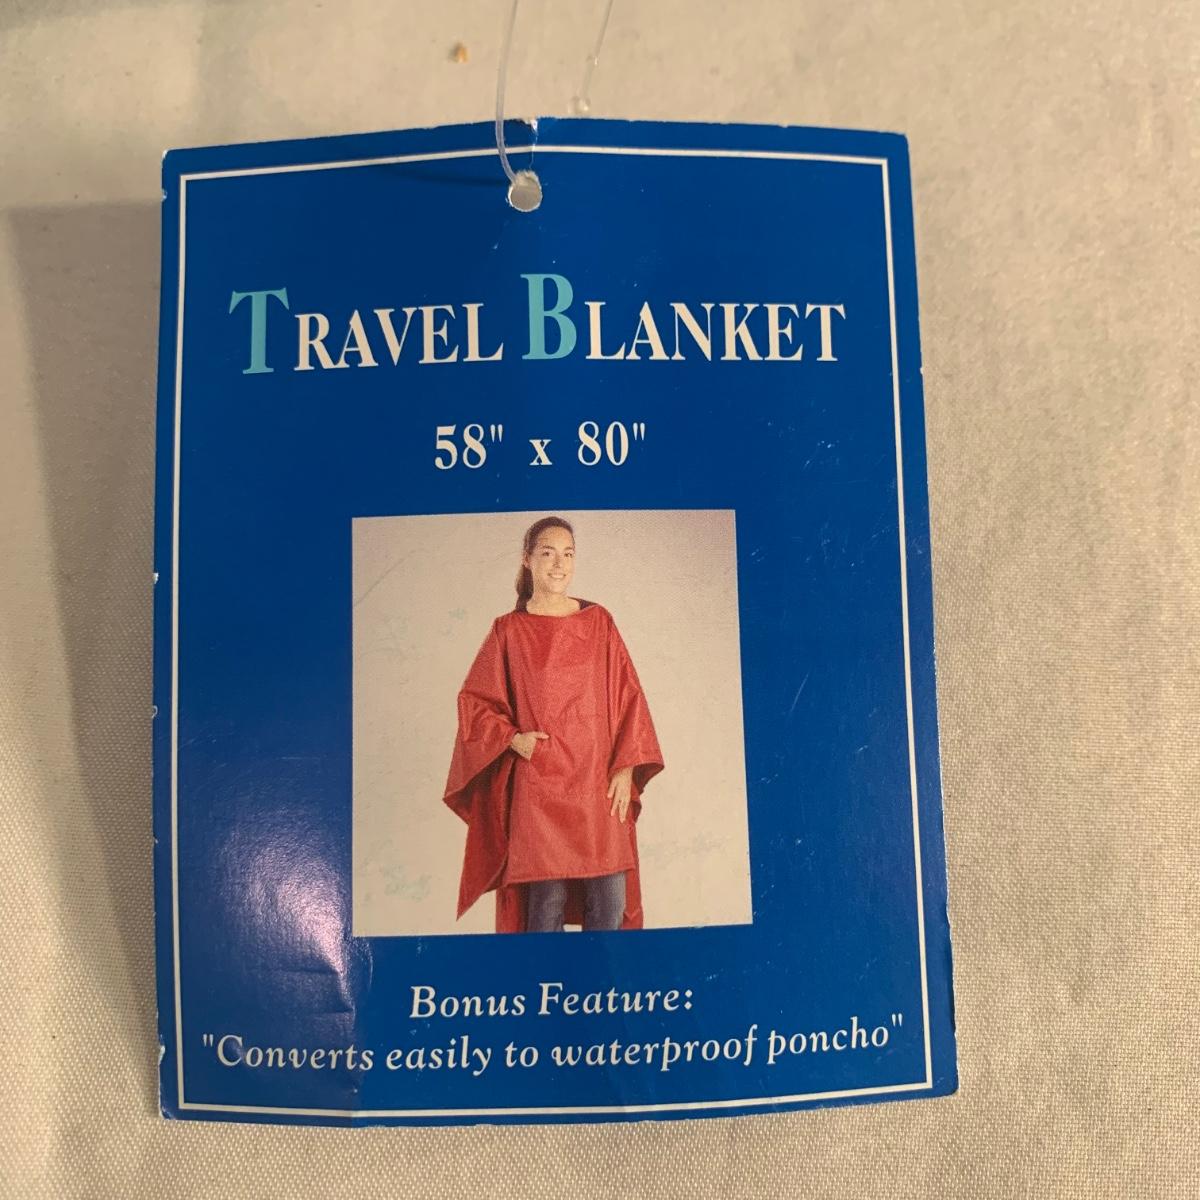 TRAVEL BLANKET
58" x 80"
Bonus Feature:
"Converts easily to waterproof poncho"